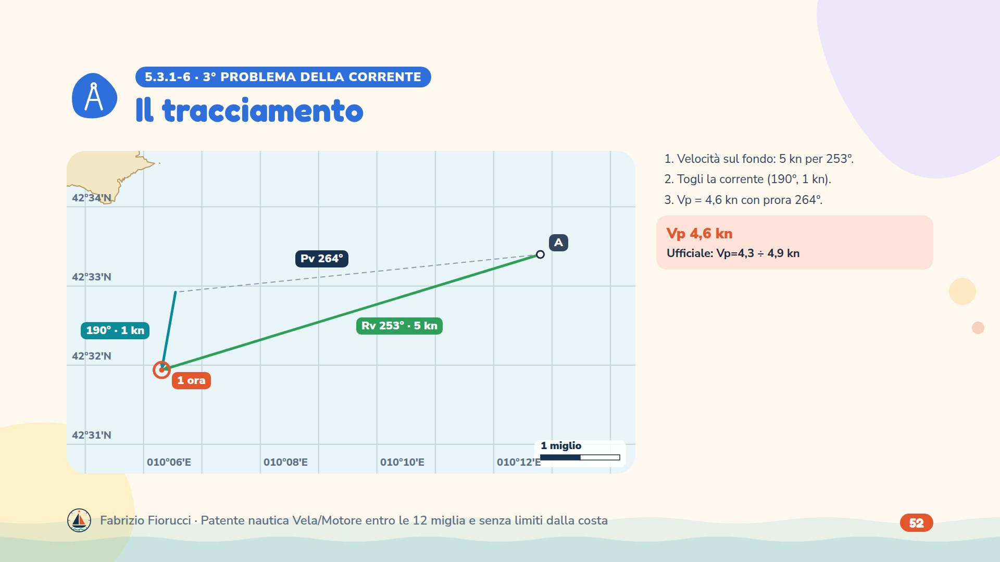 5.3.1-6 · 3° PROBLEMA DELLA CORRENTE
Il tracciamento
1. Velocità sul fondo: 5 kn per 253°.
2. Togli la corrente (190°, 1 kn).
3. Vp = 4,6 kn con prora 264°.
Vp 4,6 kn
Ufficiale: Vp=4,3 ÷ 4,9 kn
42°34'N
A
Pv 264°
42°33'N
Rv 253° · 5 kn
190° · 1 kn
42°32'N
1 ora
42°31'N
1 miglio
010°06'E
010°08'E
010°10'E
010°12'E
Fabrizio Fiorucci · Patente nautica Vela/Motore entro le 12 miglia e senza limiti dalla costa
52